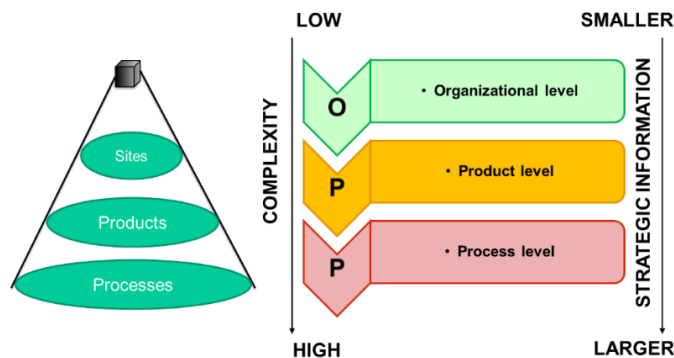 LOW
SMALLER
Sites
Products
Processes
COMPLEXITY
O
• Organizational level
P
• Product level
P
• Process level
STRATEGIC INFORMATION
HIGH
LARGER